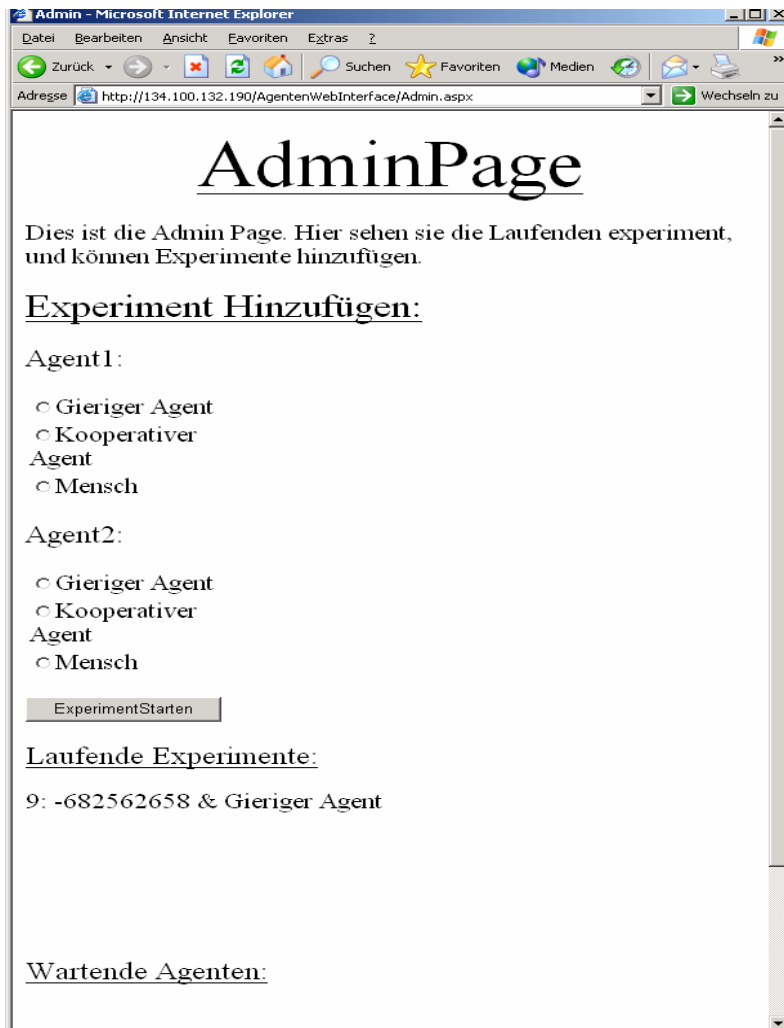 Admin - Microsoft Internet Explorer
Datei Bearbeiten Ansicht Favoriten Extras ?
Zurück Suchen Favoriten Medien »
Adresse http://134.100.132.190/AgentenWebInterface/Admin.aspx Wechseln zu
AdminPage
Dies ist die Admin Page. Hier sehen sie die Laufenden experiment,
und können Experimente hinzufügen.
Experiment Hinzufügen:
Agent1:
Gieriger Agent
Kooperativer
Agent
Mensch
Agent2:
Gieriger Agent
Kooperativer
Agent
Mensch
ExperimentStarten
Laufende Experimente:
9: -682562658 & Gieriger Agent
Wartende Agenten: